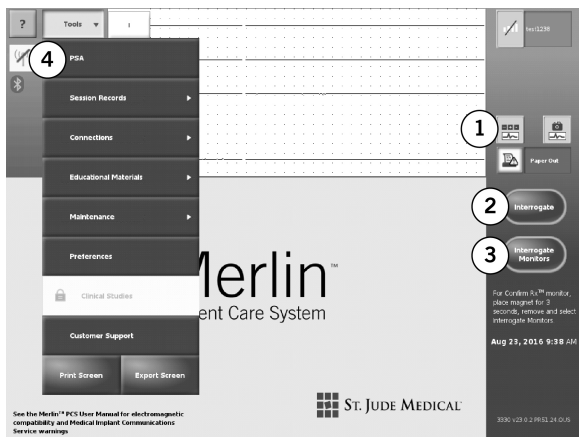 ?
Tools
4
PSA
Session Records
Connections
Educational Materials
Maintenance
Preferences
Clinical Studies
Customer Support
Print Screen
Export Screen
erlin™
ent Care System
ST. JUDE MEDICAL™
See the Merlin™ PCS User Manual for electromagnetic
compatibility and Medical Implant Communications
Service warnings
test1236
1
Paper Out
2
Interrogate
3
Interrogate
Monitors
For Confirm Rx™ monitor,
place magnet for 3
seconds, remove and select
Interrogate Monitors
Aug 23, 2016 9:38 AM